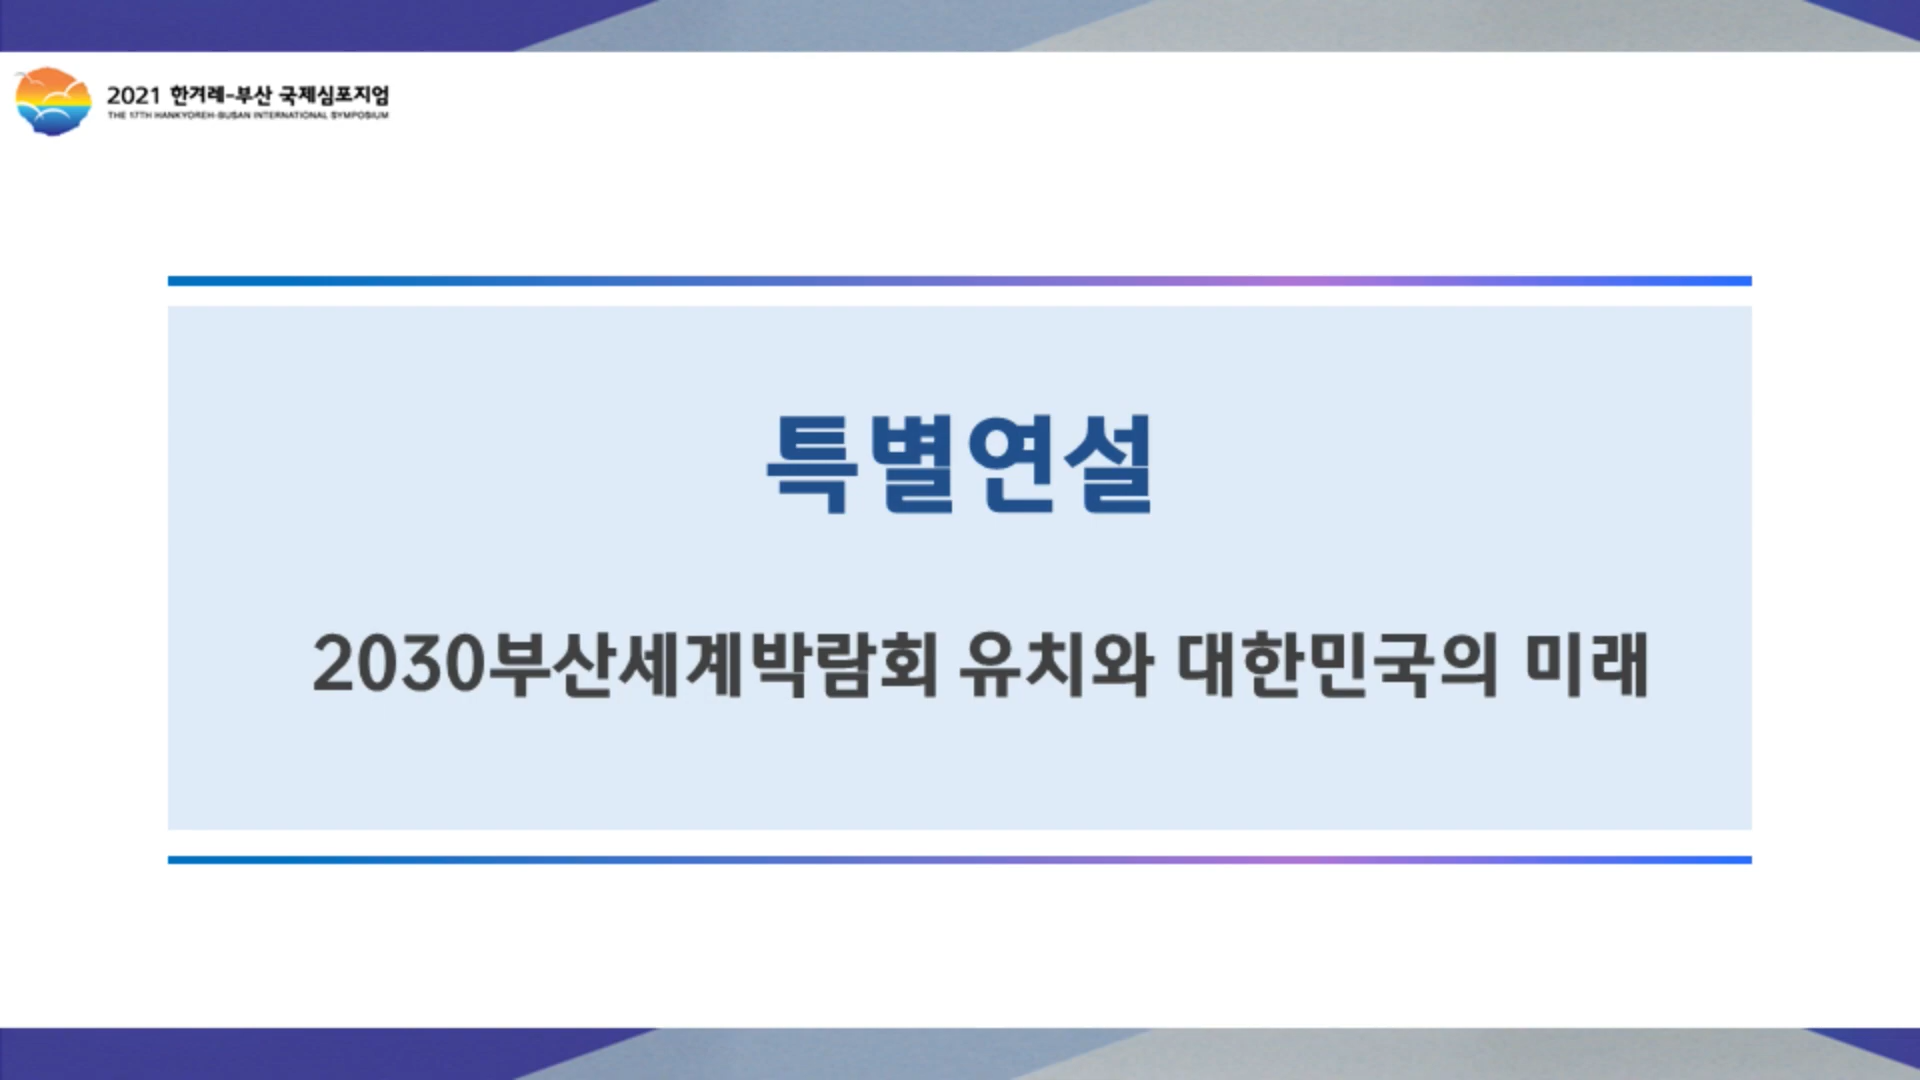 2021 한겨레-부산 국제심포지엄
THE 17TH HANKYOREH-BUSAN INTERNATIONAL SYMPOSIUM
특별연설
2030부산세계박람회 유치와 대한민국의 미래